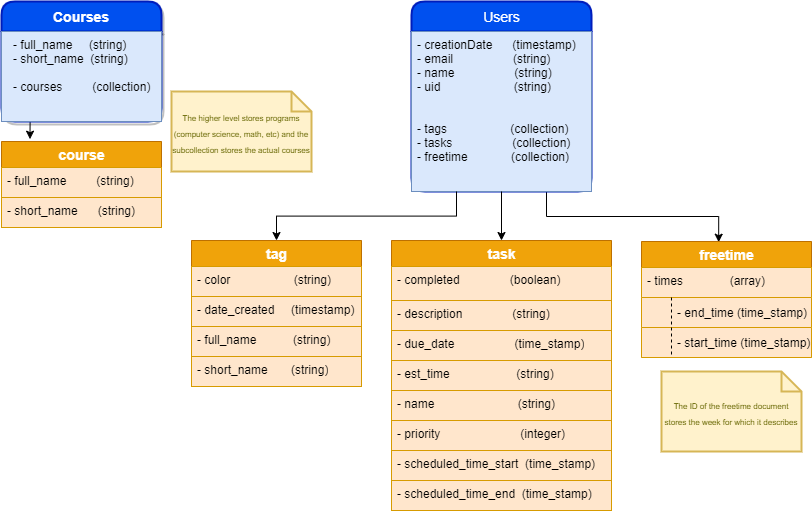 Courses
- full_name (string)
- short_name (string)
- courses (collection)
The higher level stores programs
(computer science, math, etc) and the
subcollection stores the actual courses
course
- full_name (string)
- short_name (string)
Users
- creationDate (timestamp)
- email (string)
- name (string)
- uid (string)
- tags (collection)
- tasks (collection)
- freetime (collection)
tag
- color (string)
- date_created (timestamp)
- full_name (string)
- short_name (string)
task
- completed (boolean)
- description (string)
- due_date (time_stamp)
- est_time (string)
- name (string)
- priority (integer)
- scheduled_time_start (time_stamp)
- scheduled_time_end (time_stamp)
freetime
- times (array)
- end_time (time_stamp)
- start_time (time_stamp)
The ID of the freetime document
stores the week for which it describes